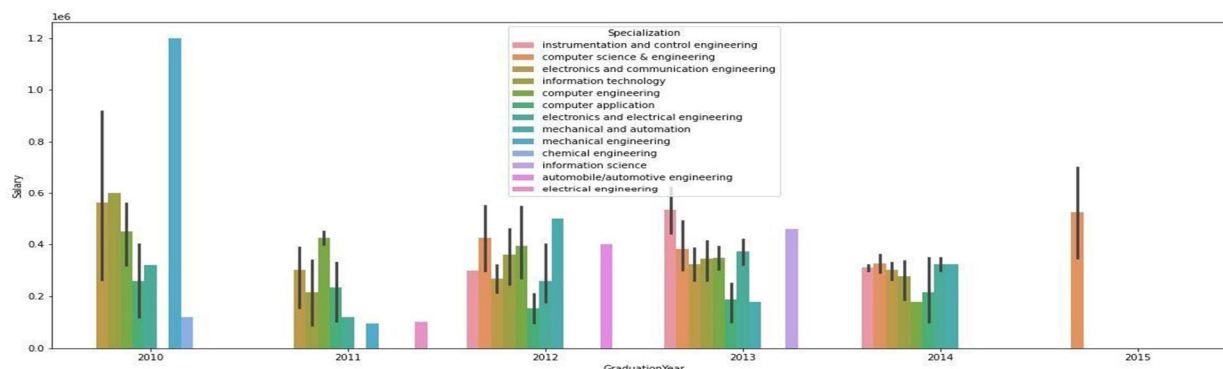 1e6
1.2
1.0
0.8
0.6
0.4
0.2
0.0
Salary
Specialization
instrumentation and control engineering
computer science & engineering
electronics and communication engineering
information technology
computer engineering
computer application
electronics and electrical engineering
mechanical and automation
mechanical engineering
chemical engineering
information science
automobile/automotive engineering
electrical engineering
2010 2011 2012 2013 2014 2015
GraduationYear